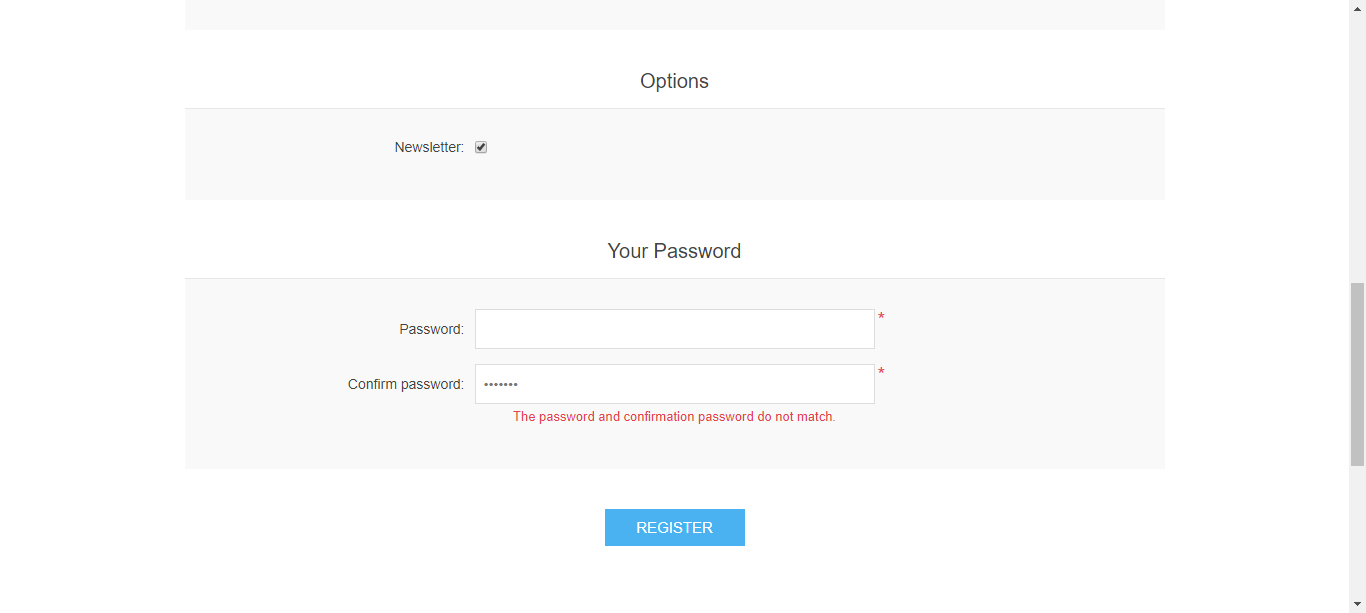 Options
Newsletter:
Your Password
Password: *
Confirm password: ••••••• *
The password and confirmation password do not match.
REGISTER